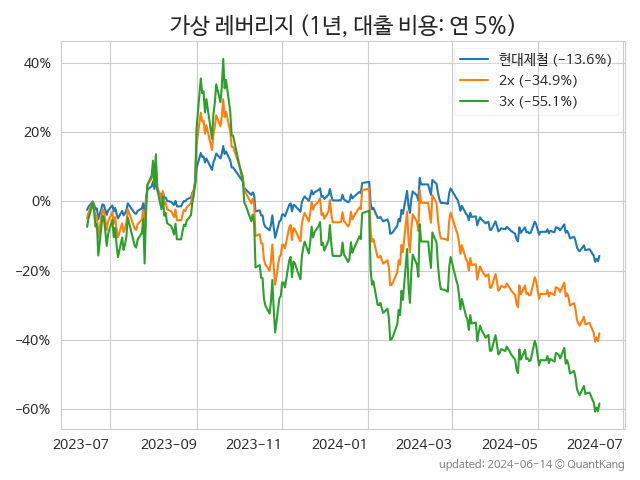 가상 레버리지 (1년, 대출 비용: 연 5%)
현대제철 (−13.6%)
2x (−34.9%)
3x (−55.1%)
40%
20%
0%
−20%
−40%
−60%
2023-07 2023-09 2023-11 2024-01 2024-03 2024-05 2024-07
updated: 2024-06-14 © QuantKang